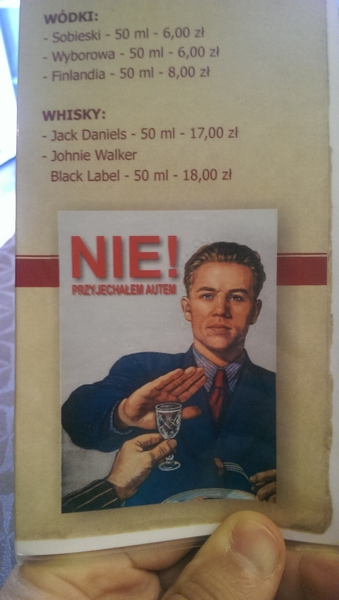 WÓDKI:
- Sobieski - 50 ml - 6,00 zł
- Wyborowa - 50 ml - 6,00 zł
- Finlandia - 50 ml - 8,00 zł
WHISKY:
- Jack Daniels - 50 ml - 17,00 zł
- Johnie Walker
Black Label - 50 ml - 18,00 zł
NIE!
PRZYJECHAŁEM AUTEM